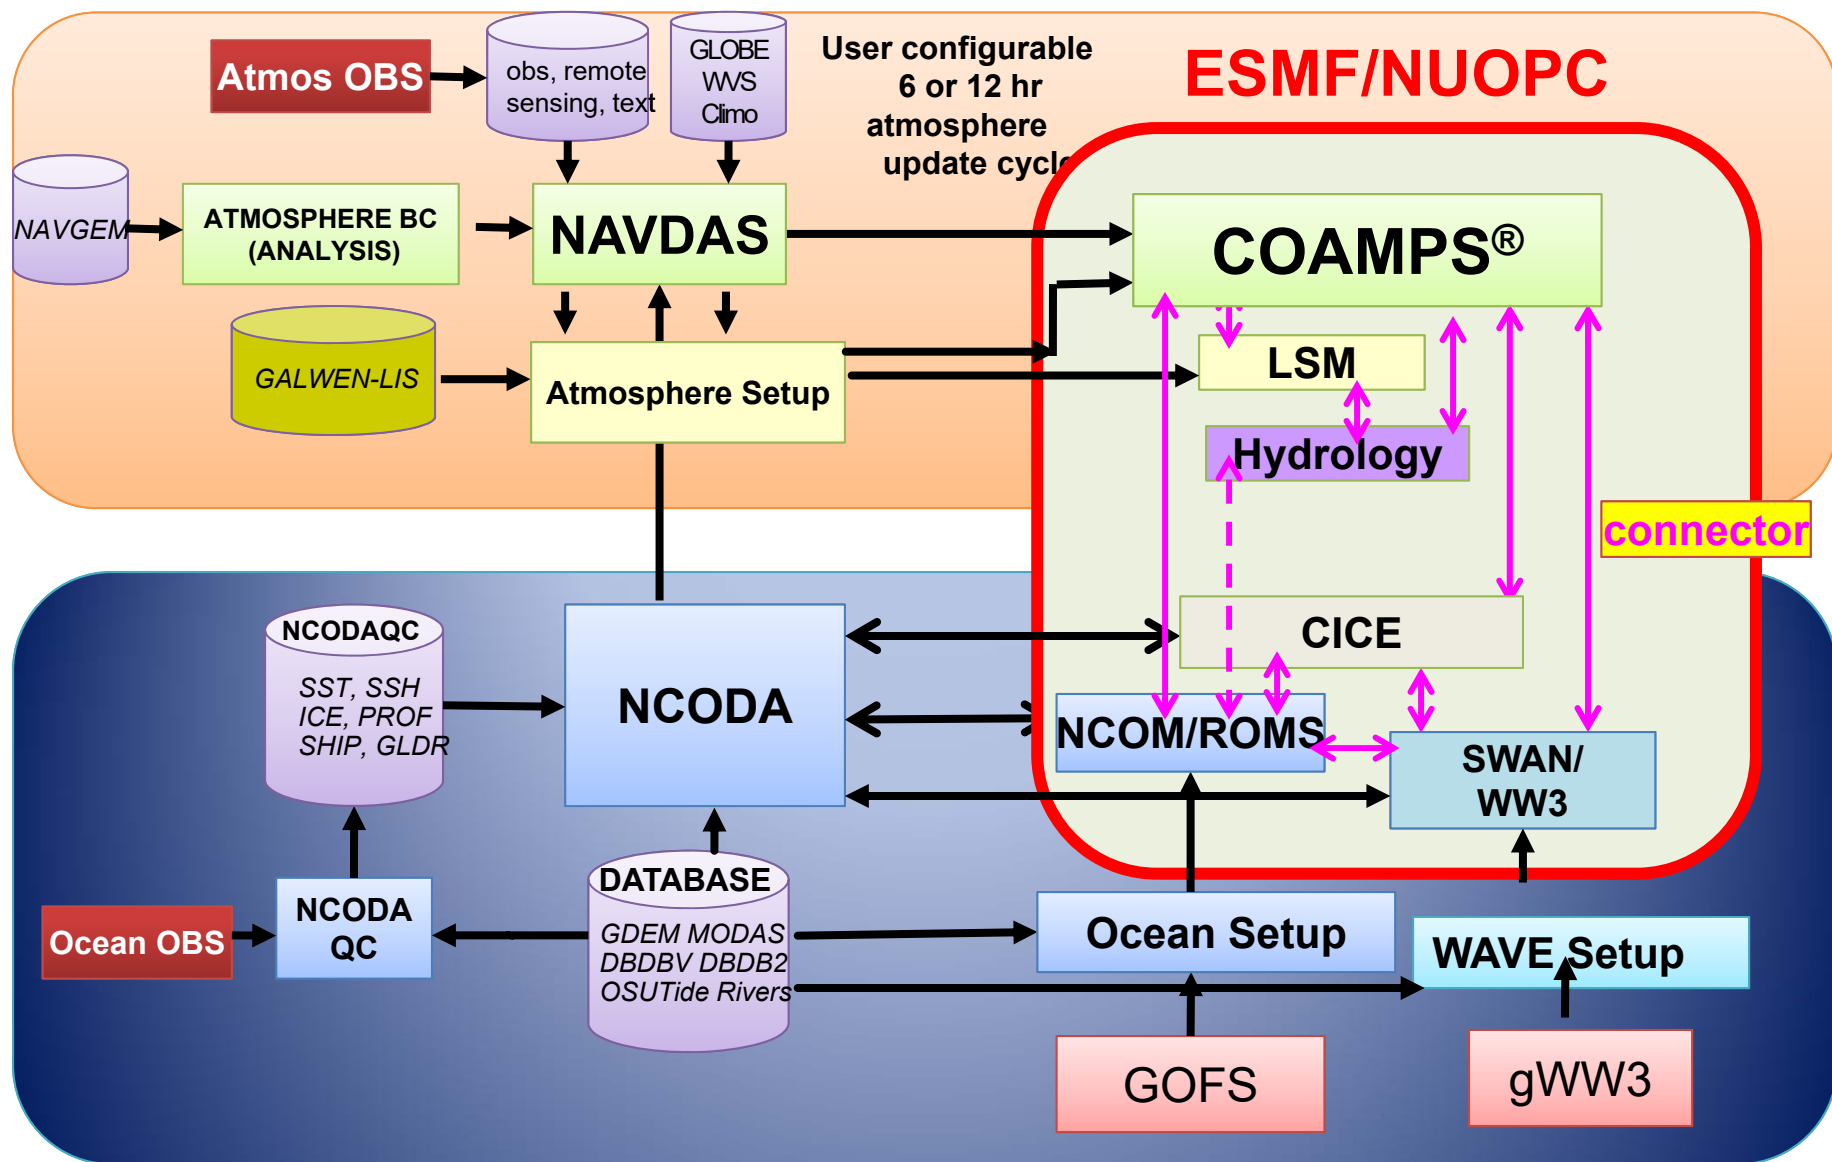 Atmos OBS
obs, remote
sensing, text
GLOBE
WVS
Climo
User configurable
6 or 12 hr
atmosphere
update cycle
ESMF/NUOPC
NAVGEM
ATMOSPHERE BC
(ANALYSIS)
NAVDAS
COAMPS®
GALWEN-LIS
Atmosphere Setup
LSM
Hydrology
connector
NCODAQC
SST, SSH
ICE, PROF
SHIP, GLDR
NCODA
CICE
NCOM/ROMS
SWAN/
WW3
Ocean OBS
NCODA
QC
DATABASE
GDEM MODAS
DBDBV DBDB2
OSUTide Rivers
Ocean Setup
WAVE Setup
GOFS
gWW3